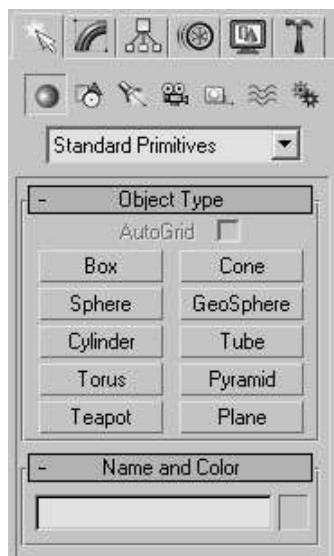 Standard Primitives
- Object Type
AutoGrid
Box Cone
Sphere GeoSphere
Cylinder Tube
Torus Pyramid
Teapot Plane
- Name and Color